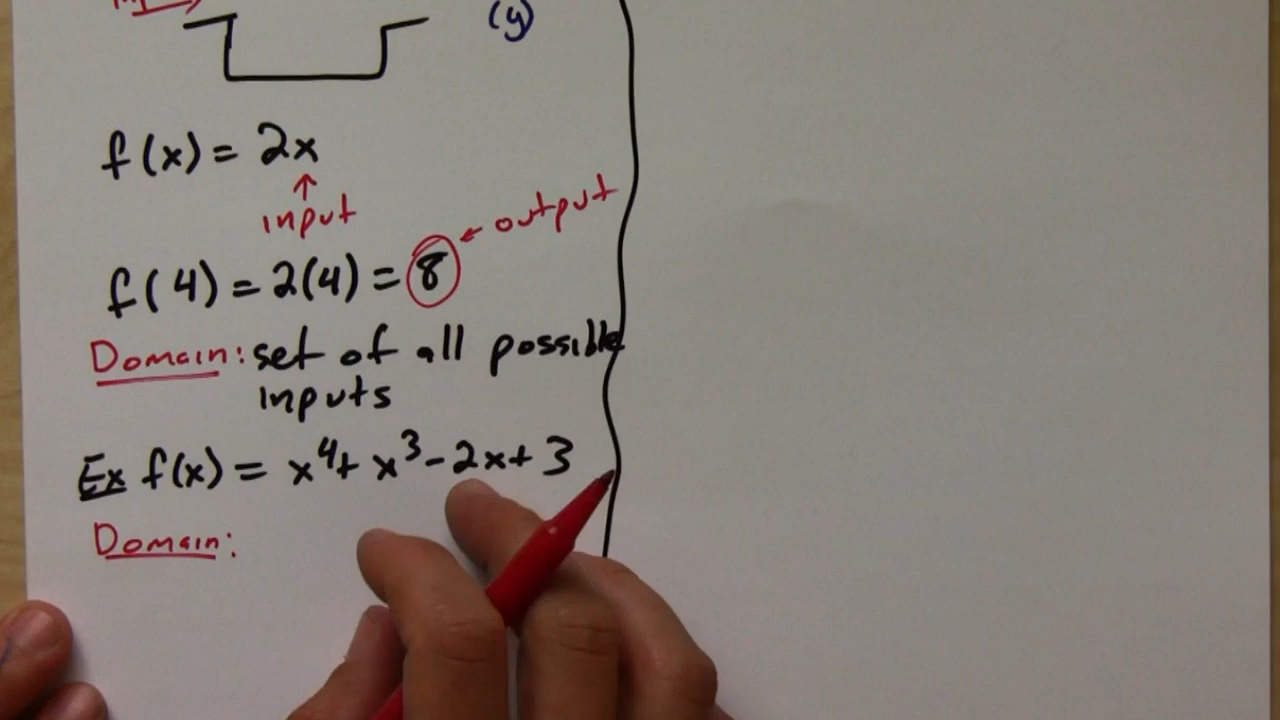 (y)
f(x) = 2x
↑
input
f(4) = 2(4) = 8 ← output
Domain: set of all possible
inputs
Ex f(x) = x⁴ + x³ - 2x + 3
Domain: